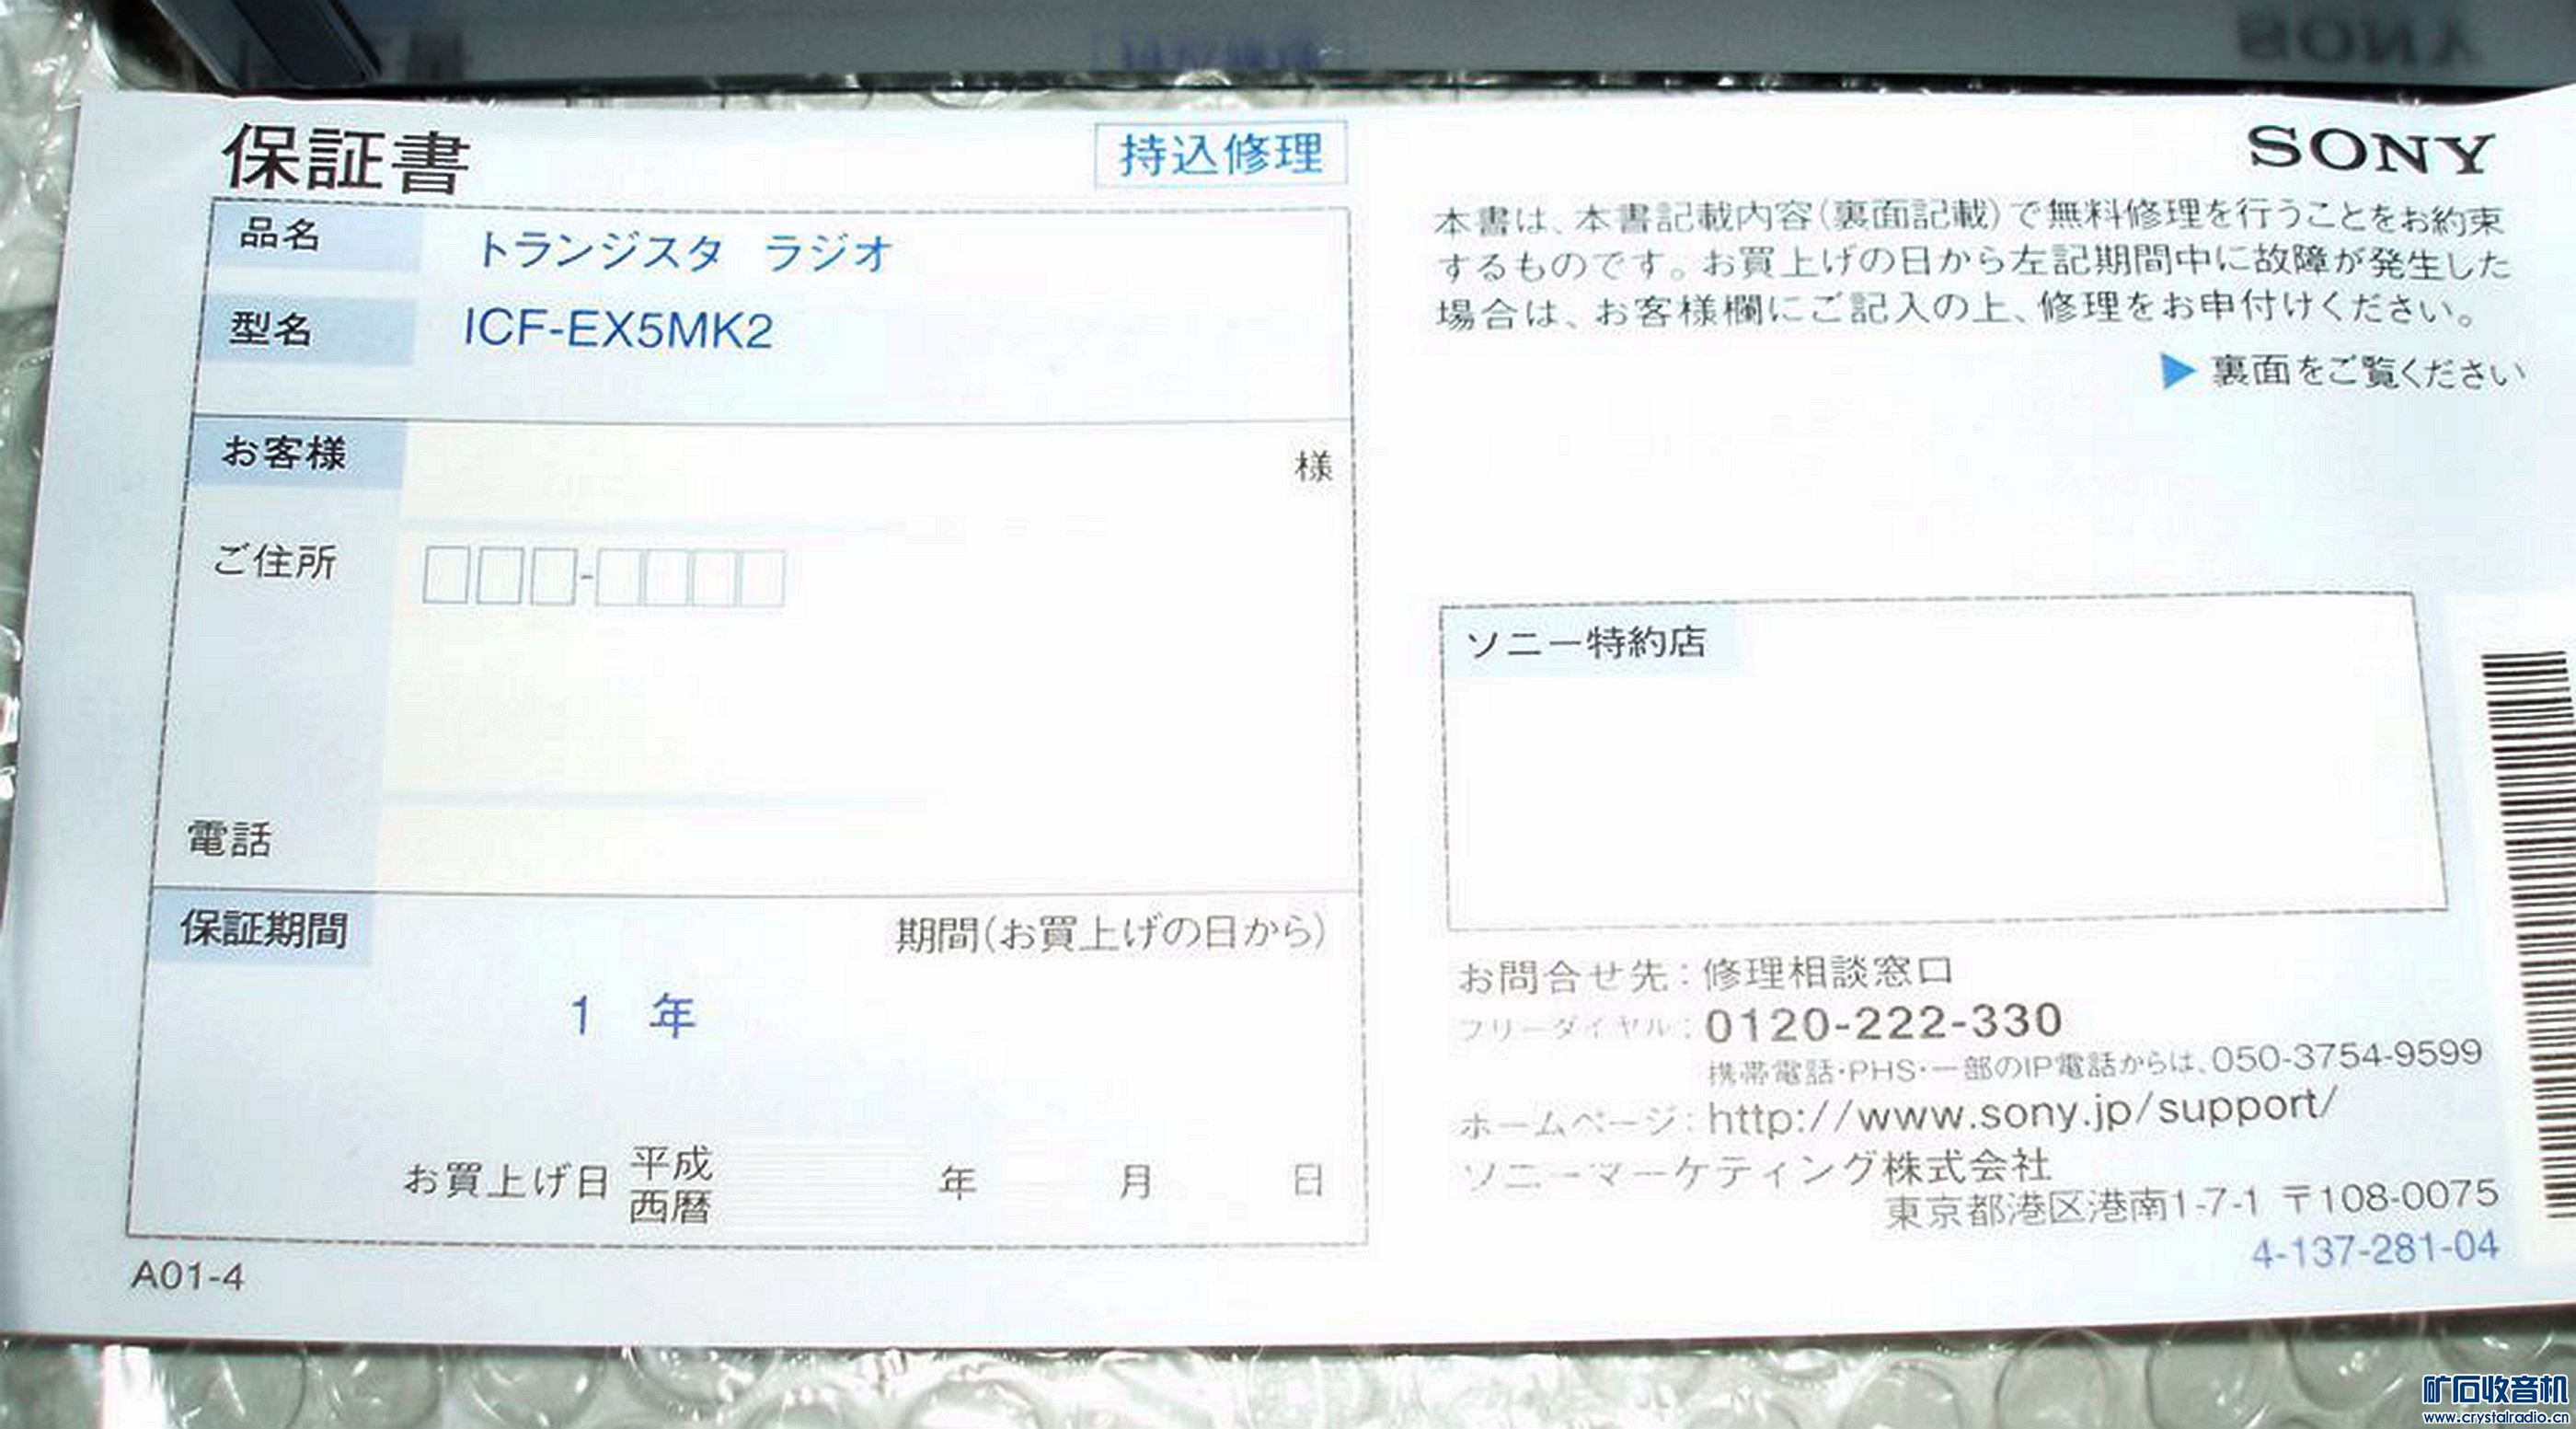 保証書
持込修理
SONY
品名
トランジスタ ラジオ
型名
ICF-EX5MK2
お客様
様
ご住所
電話
保証期間
期間(お買上げの日から)
1 年
お買上げ日
平成
西暦
年 月 日
A01-4
本書は、本書記載内容(裏面記載)で無料修理を行うことをお約束
するものです。お買上げの日から左記期間中に故障が発生した
場合は、お客様欄にご記入の上、修理をお申付けください。
▶ 裏面をご覧ください
ソニー特約店
お問合せ先：修理相談窓口
フリーダイヤル：0120-222-330
携帯電話・PHS・一部のIP電話からは、050-3754-9599
ホームページ：http://www.sony.jp/support/
ソニーマーケティング株式会社
東京都港区港南1-7-1 〒108-0075
4-137-281-04
矿石收音机
www.crystalradio.cn